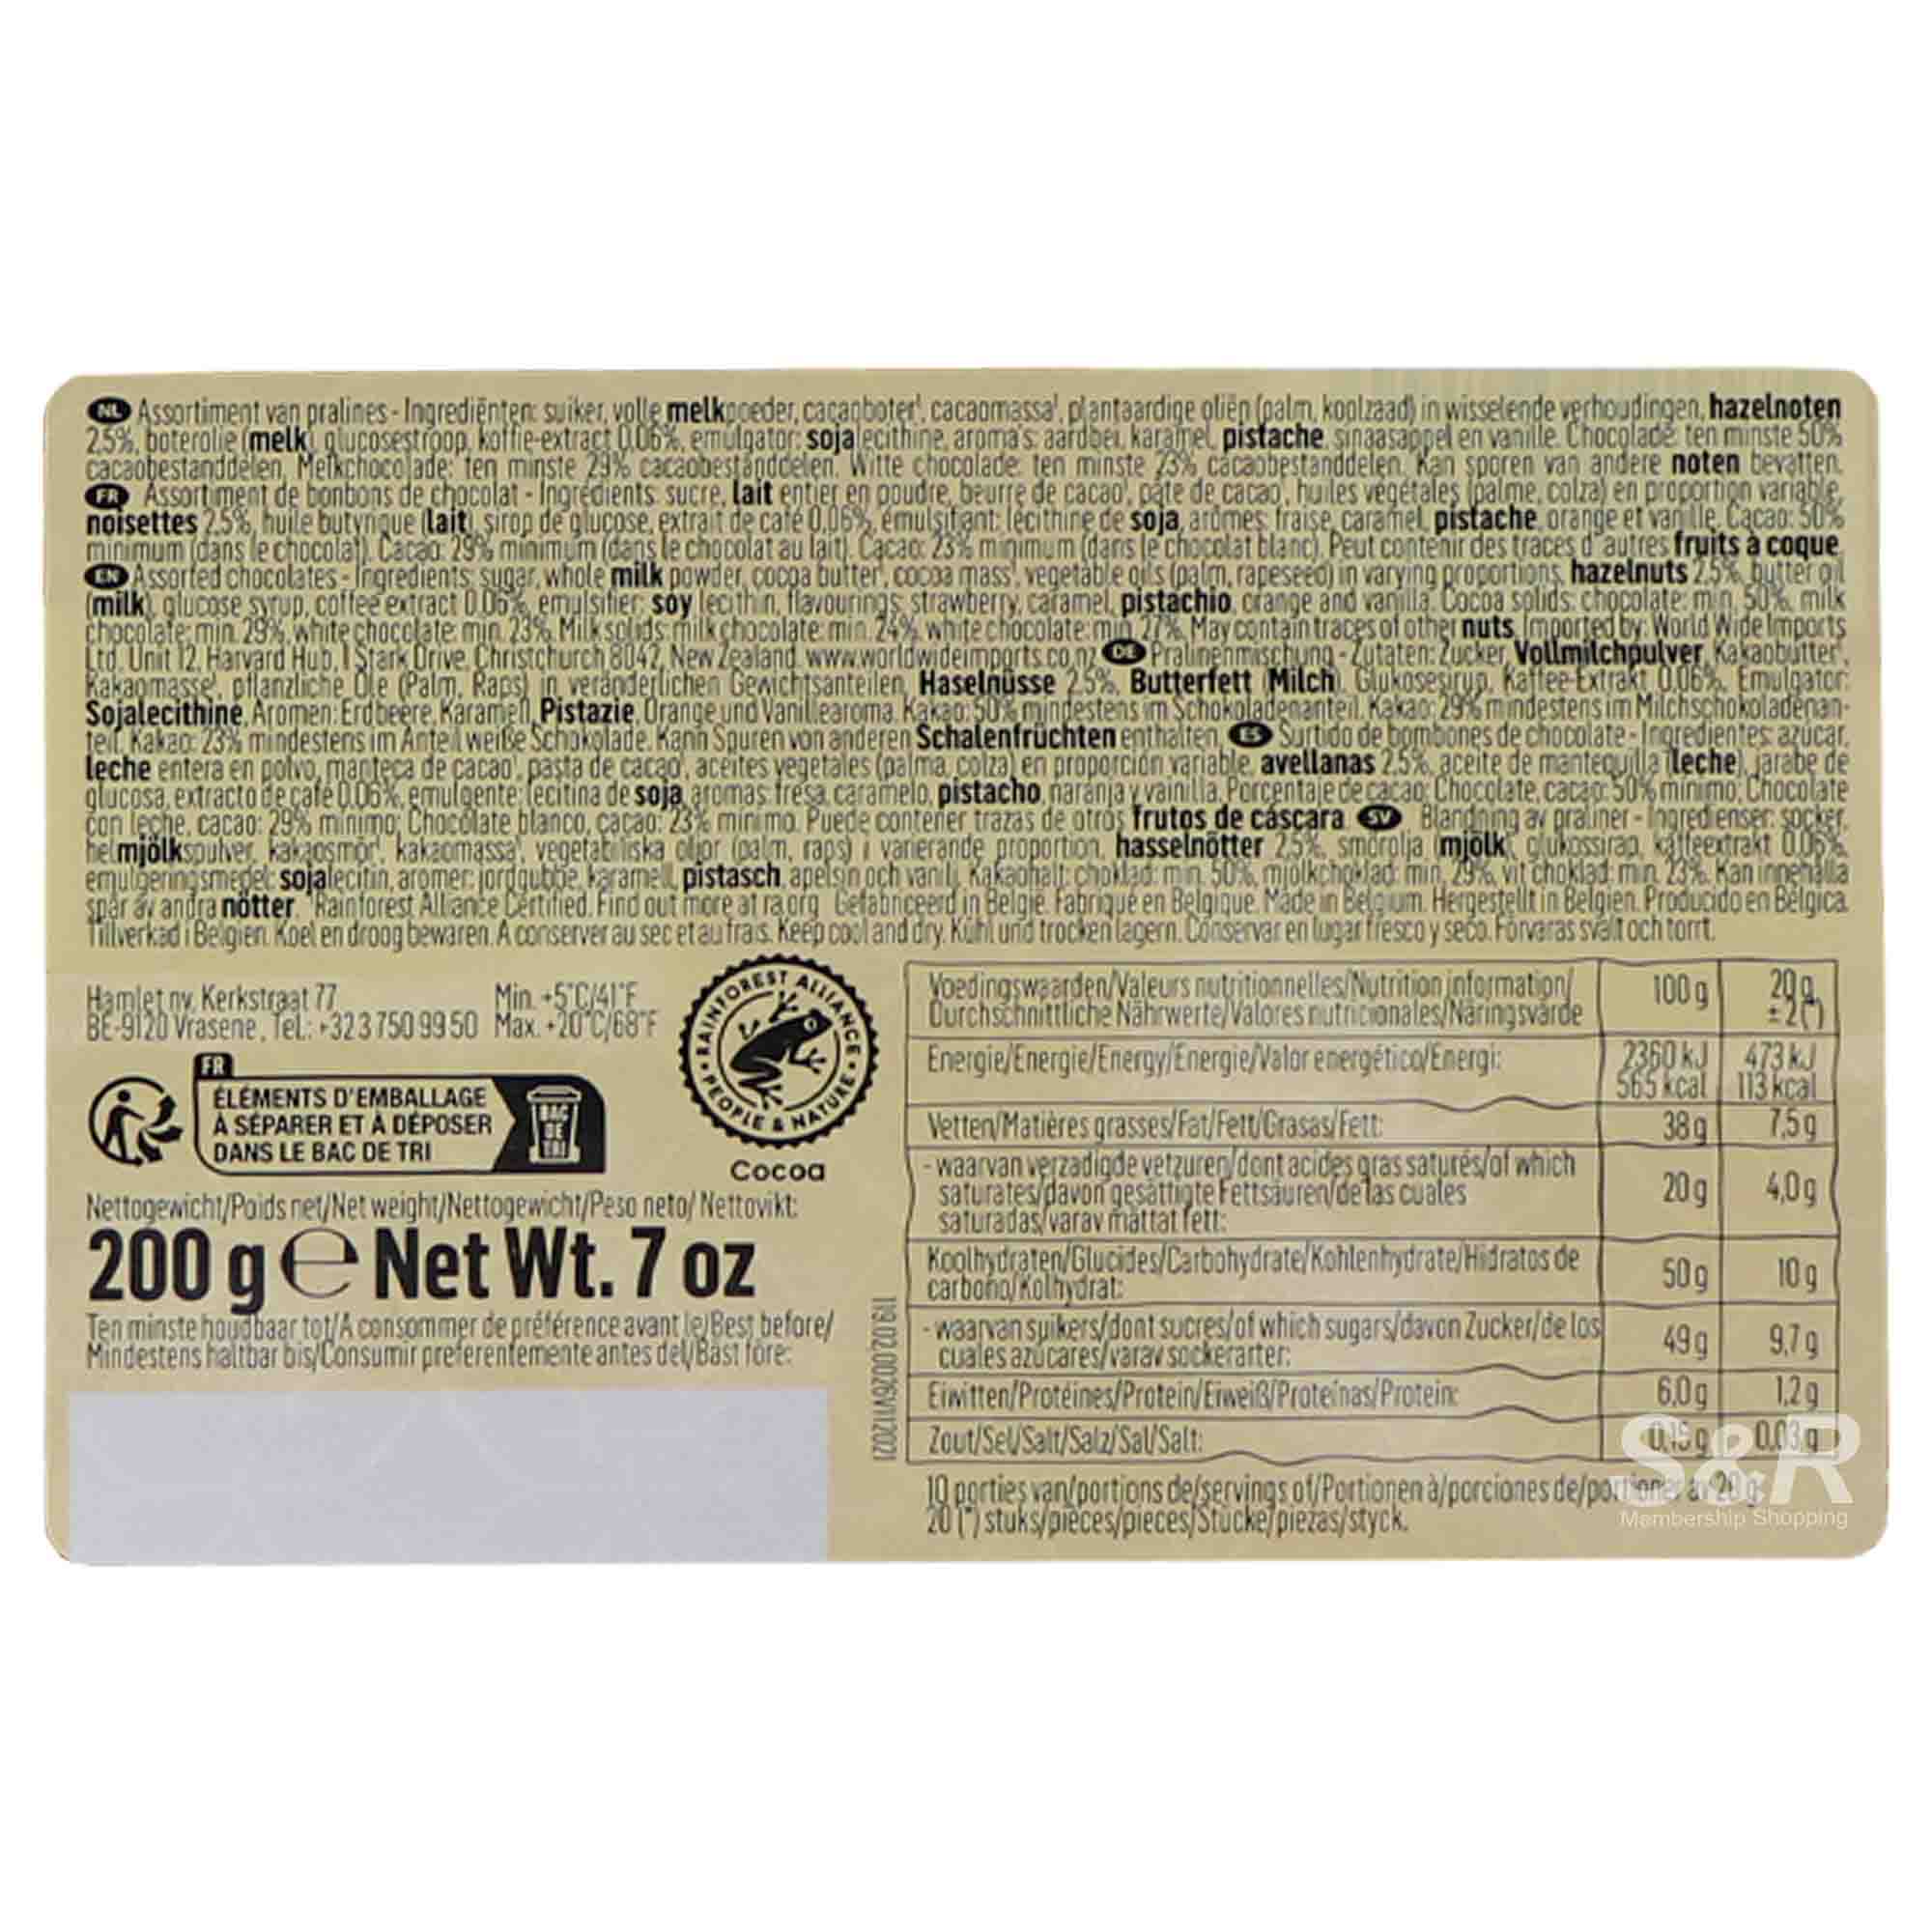 NL Assortiment van pralines - Ingrediënten: suiker, volle melkpoeder, cacaoboter¹, cacaomassa¹, plantaardige oliën (palm, koolzaad) in wisselende verhoudingen, hazelnoten
2,5%, boterolie (melk), glucosestroop, koffie-extract 0,06%, emulgator: sojalecithine, aroma's: aardbei, karamel, pistache, sinaasappel en vanille. Chocolade: ten minste 50%
cacaobestanddelen. Melkchocolade: ten minste 29% cacaobestanddelen. Witte chocolade: ten minste 23% cacaobestanddelen. Kan sporen van andere noten bevatten.
FR Assortiment de bonbons de chocolat - Ingrédients: sucre, lait entier en poudre, beurre de cacao¹, pâte de cacao¹, huiles végétales (palme, colza) en proportion variable,
noisettes 2,5%, huile butyrique (lait), sirop de glucose, extrait de café 0,06%, émulsifiant: lécithine de soja, arômes: fraise, caramel, pistache, orange et vanille. Cacao: 50%
minimum (dans le chocolat). Cacao: 29% minimum (dans le chocolat au lait). Cacao: 23% minimum (dans le chocolat blanc). Peut contenir des traces d'autres fruits à coque.
EN Assorted chocolates - Ingredients: sugar, whole milk powder, cocoa butter¹, cocoa mass¹, vegetable oils (palm, rapeseed) in varying proportions, hazelnuts 2,5%, butter oil
(milk), glucose syrup, coffee extract 0,06%, emulsifier: soy lecithin, flavourings: strawberry, caramel, pistachio, orange and vanilla. Cocoa solids: chocolate: min. 50%, milk
chocolate: min. 29%, white chocolate: min. 23%. Milk solids: milk chocolate: min. 24%, white chocolate: min. 27%. May contain traces of other nuts. Imported by: World Wide Imports
Ltd. Unit 12, Harvard Hub, 1 Stark Drive, Christchurch 8042, New Zealand. www.worldwideimports.co.nz DE Pralinenmischung - Zutaten: Zucker, Vollmilchpulver, Kakaobutter¹,
Kakaomasse¹, pflanzliche Öle (Palm, Raps) in veränderlichen Gewichtsanteilen, Haselnüsse 2,5%, Butterfett (Milch), Glukosesirup, Kaffee-Extrakt 0,06%, Emulgator:
Sojalecithine, Aromen: Erdbeere, Karamell, Pistazie, Orange und Vanillearoma. Kakao: 50% mindestens im Schokoladenanteil. Kakao: 29% mindestens im Milchschokoladenan-
teil. Kakao: 23% mindestens im Anteil weiße Schokolade. Kann Spuren von anderen Schalenfrüchten enthalten. ES Surtido de bombones de chocolate - Ingredientes: azúcar,
leche entera en polvo, manteca de cacao¹, pasta de cacao¹, aceites vegetales (palma, colza) en proporción variable, avellanas 2,5%, aceite de mantequilla (leche), jarabe de
glucosa, extracto de café 0,06%, emulgente: lecitina de soja, aromas: fresa, caramelo, pistacho, naranja y vainilla. Porcentaje de cacao: Chocolate, cacao: 50% mínimo; Chocolate
con leche, cacao: 29% mínimo; Chocolate blanco, cacao: 23% mínimo. Puede contener trazas de otros frutos de cáscara. SV Blandning av praliner - Ingredienser: socker,
helmjölkspulver, kakaosmör¹, kakaomassa¹, vegetabiliska oljor (palm, raps) i varierande proportion, hasselnötter 2,5%, smörolja (mjölk), glukossirap, kaffeextrakt 0,06%,
emulgeringsmedel: sojalecitin, aromer: jordgubbe, karamell, pistasch, apelsin och vanilj. Kakaohalt: choklad: min. 50%, mjölkchoklad: min. 29%, vit choklad: min. 23%. Kan innehålla
spår av andra nötter. ¹Rainforest Alliance Certified. Find out more at ra.org. Gefabriceerd in België. Fabriqué en Belgique. Made in Belgium. Hergestellt in Belgien. Producido en Bélgica.
Tillverkad i Belgien. Koel en droog bewaren. A conserver au sec et au frais. Keep cool and dry. Kühl und trocken lagern. Conservar en lugar fresco y seco. Förvaras svalt och torrt.
Hamlet nv, Kerkstraat 77,
BE-9120 Vrasene, Tel.: +32 3 750 99 50
Min. +5°C/41°F
Max. +20°C/68°F
RAINFOREST ALLIANCE
PEOPLE & NATURE
Cocoa
FR
ÉLÉMENTS D'EMBALLAGE
À SÉPARER ET À DÉPOSER
DANS LE BAC DE TRI
BAC
DE
TRI
Nettogewicht/Poids net/Net weight/Nettogewicht/Peso neto/Nettovikt:
200 g ℮ Net Wt. 7 oz
Ten minste houdbaar tot/A consommer de préférence avant le/Best before/
Mindestens haltbar bis/Consumir preferentemente antes del/Bäst före:
119.02.0026V112021
Voedingswaarden/Valeurs nutritionnelles/Nutrition information/ 100 g 20 g
Durchschnittliche Nährwerte/Valores nutricionales/Näringsvärde ±2(*)
Energie/Energie/Energy/Energie/Valor energético/Energi: 2360 kJ 473 kJ
565 kcal 113 kcal
Vetten/Matières grasses/Fat/Fett/Grasas/Fett: 38 g 7,5 g
- waarvan verzadigde vetzuren/dont acides gras saturés/of which
saturates/davon gesättigte Fettsäuren/de las cuales 20 g 4,0 g
saturadas/varav mättat fett:
Koolhydraten/Glucides/Carbohydrate/Kohlenhydrate/Hidratos de 50 g 10 g
carbono/Kolhydrat:
- waarvan suikers/dont sucres/of which sugars/davon Zucker/de los 49 g 9,7 g
cuales azúcares/varav sockerarter:
Eiwitten/Protéines/Protein/Eiweiß/Proteínas/Protein: 6,0 g 1,2 g
Zout/Sel/Salt/Salz/Sal/Salt: 0,15 g 0,03 g
10 porties van/portions de/servings of/Portionen à/porciones de/portioner av 20 g
20 (*) stuks/pièces/pieces/Stücke/piezas/styck.
S&R
Membership Shopping